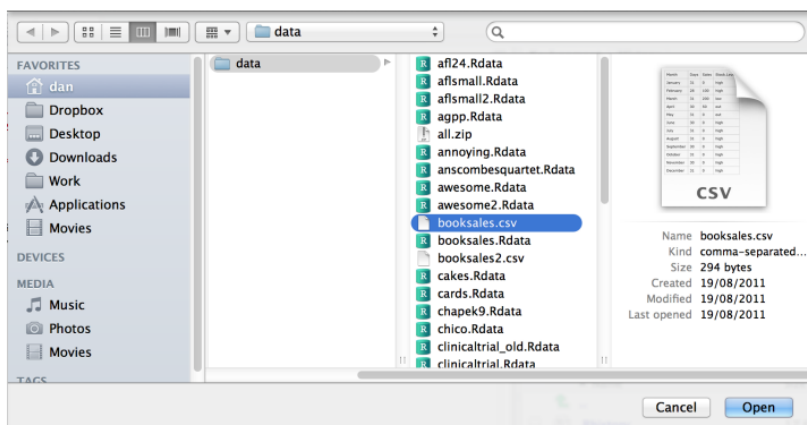 data
FAVORITES
dan
Dropbox
Desktop
Downloads
Work
Applications
Movies
DEVICES
MEDIA
Music
Photos
Movies
TAGS
data
afl24.Rdata
aflsmall.Rdata
aflsmall2.Rdata
agpp.Rdata
all.zip
annoying.Rdata
anscombesquartet.Rdata
awesome.Rdata
awesome2.Rdata
booksales.csv
booksales.Rdata
booksales2.csv
cakes.Rdata
cards.Rdata
chapek9.Rdata
chico.Rdata
clinicaltrial_old.Rdata
clinicaltrial.Rdata
CSV
Name booksales.csv
Kind comma-separated...
Size 294 bytes
Created 19/08/2011
Modified 19/08/2011
Last opened 19/08/2011
Cancel Open